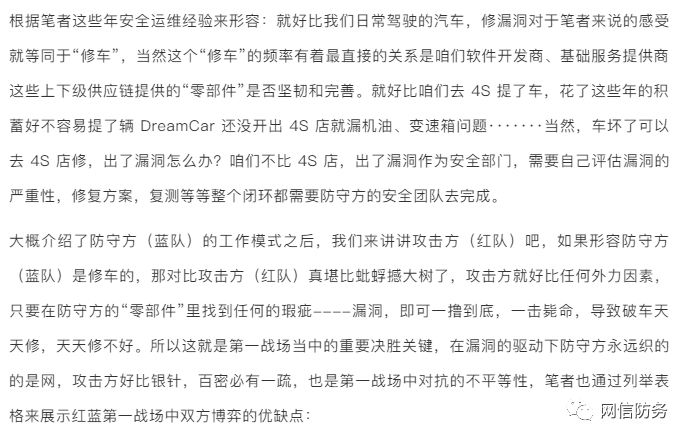 根据笔者这些年安全运维经验来形容：就好比我们日常驾驶的汽车，修漏洞对于笔者来说的感受
就等同于“修车”，当然这个“修车”的频率有着最直接的关系是咱们软件开发商、基础服务提供商
这些上下级供应链提供的“零部件”是否坚韧和完善。就好比咱们去 4S 提了车，花了这些年的积
蓄好不容易提了辆 DreamCar 还没开出 4S 店就漏机油、变速箱问题·······当然，车坏了可以
去 4S 店修，出了漏洞怎么办？咱们不比 4S 店，出了漏洞作为安全部门，需要自己评估漏洞的
严重性，修复方案，复测等等整个闭环都需要防守方的安全团队去完成。
大概介绍了防守方（蓝队）的工作模式之后，我们来讲讲攻击方（红队）吧，如果形容防守方
（蓝队）是修车的，那对比攻击方（红队）真堪比蚍蜉撼大树了，攻击方就好比任何外力因素，
只要在防守方的“零部件”里找到任何的瑕疵----漏洞，即可一撸到底，一击毙命，导致破车天
天修，天天修不好。所以这就是第一战场当中的重要决胜关键，在漏洞的驱动下防守方永远织的
的是网，攻击方好比银针，百密必有一疏，也是第一战场中对抗的不平等性，笔者也通过列举表
格来展示红蓝第一战场中双方博弈的优缺点：
网信防务